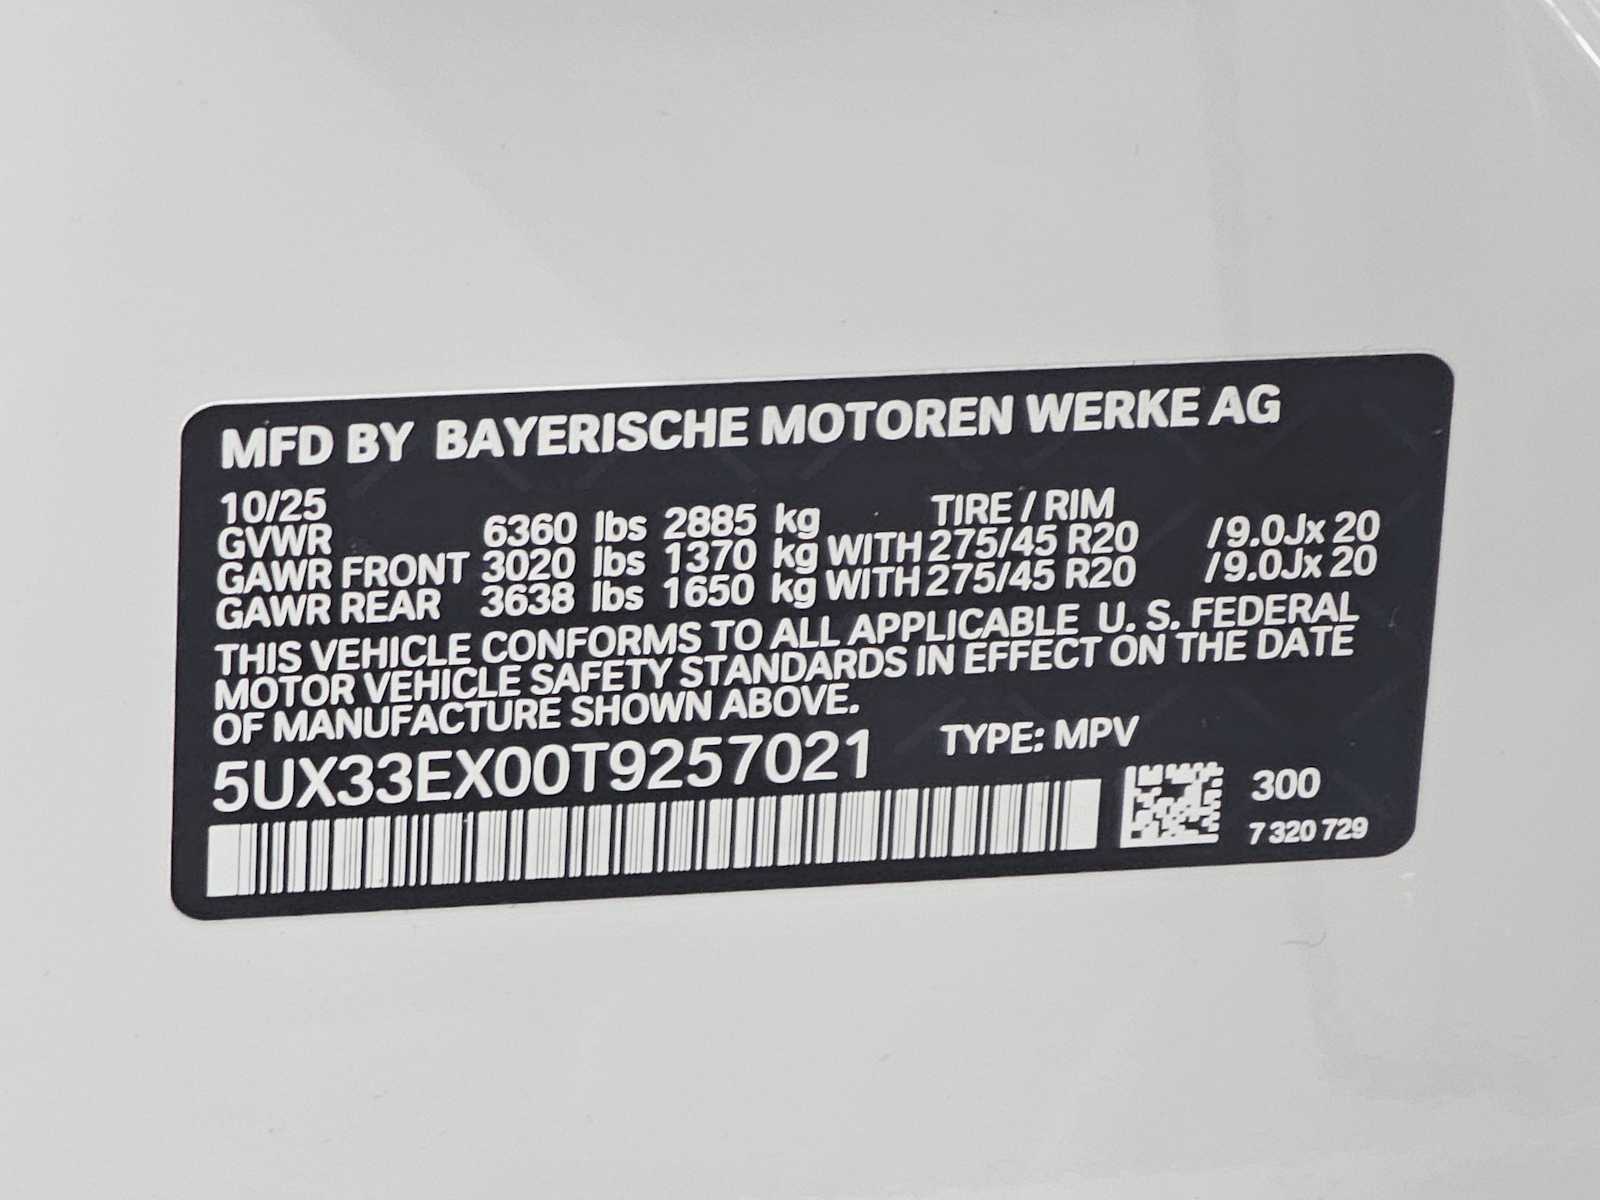 MFD BY BAYERISCHE MOTOREN WERKE AG
10/25 TIRE / RIM
GVWR 6360 lbs 2885 kg
GAWR FRONT 3020 lbs 1370 kg WITH 275/45 R20 /9.0Jx 20
GAWR REAR 3638 lbs 1650 kg WITH 275/45 R20 /9.0Jx 20
THIS VEHICLE CONFORMS TO ALL APPLICABLE U. S. FEDERAL
MOTOR VEHICLE SAFETY STANDARDS IN EFFECT ON THE DATE
OF MANUFACTURE SHOWN ABOVE.
5UX33EX00T9257021 TYPE: MPV
300
7 320 729